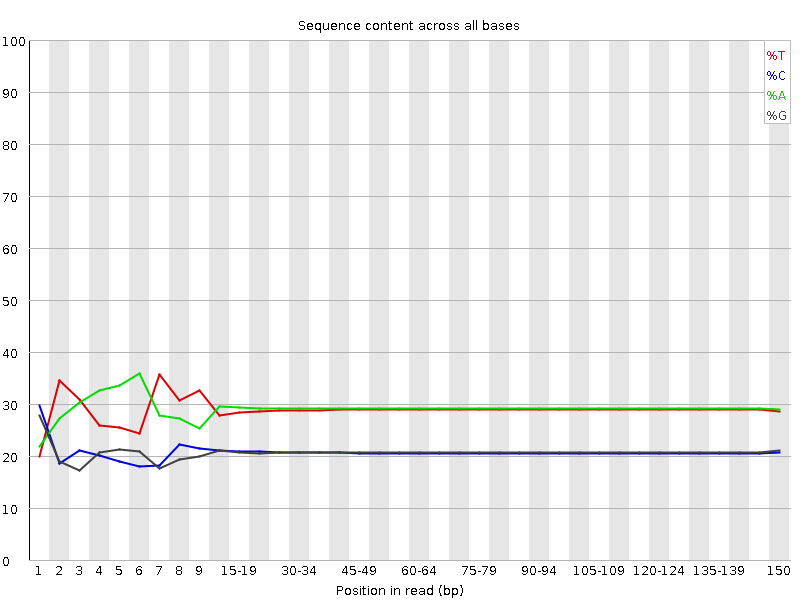 Sequence content across all bases
100
90
80
70
60
50
40
30
20
10
0
%T
%C
%A
%G
1 2 3 4 5 6 7 8 9 15-19 30-34 45-49 60-64 75-79 90-94 105-109 120-124 135-139 150
Position in read (bp)